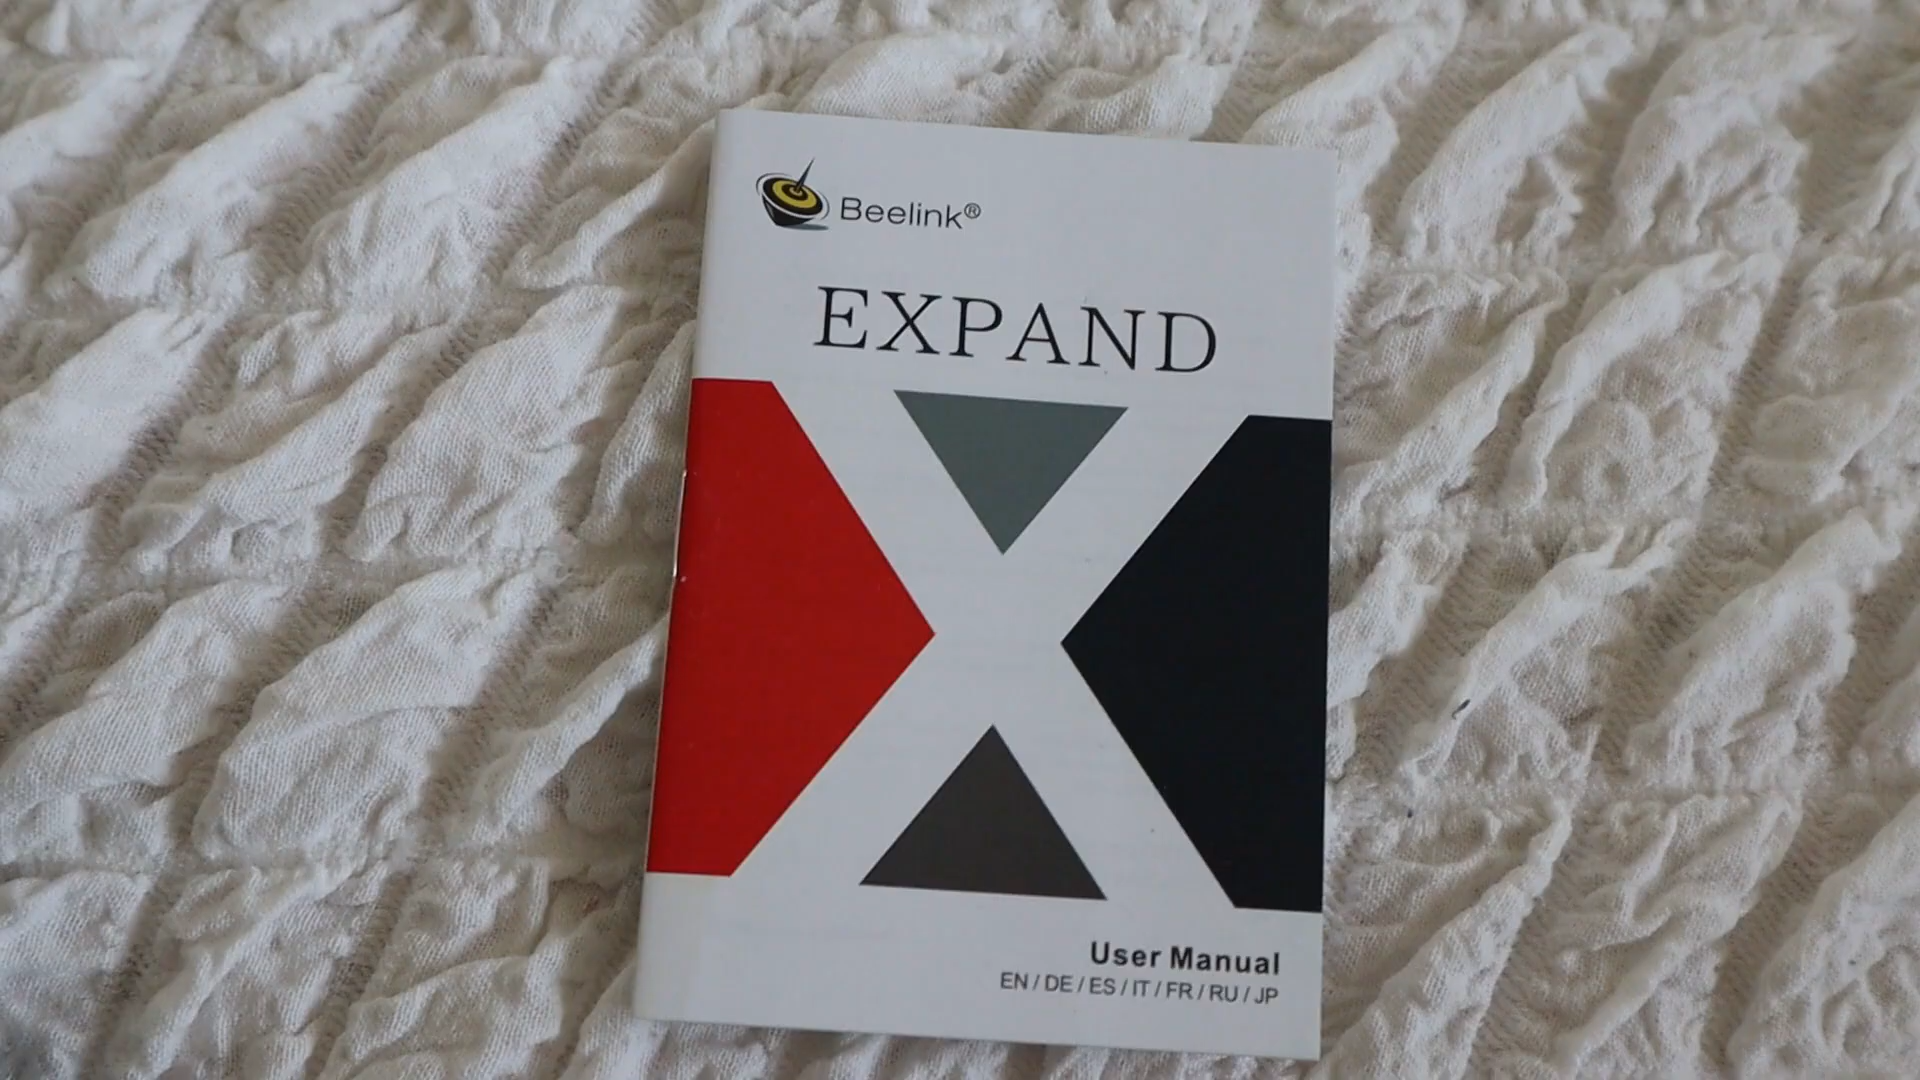 Beelink®
EXPAND
X
User Manual
EN / DE / ES / IT / FR / RU / JP